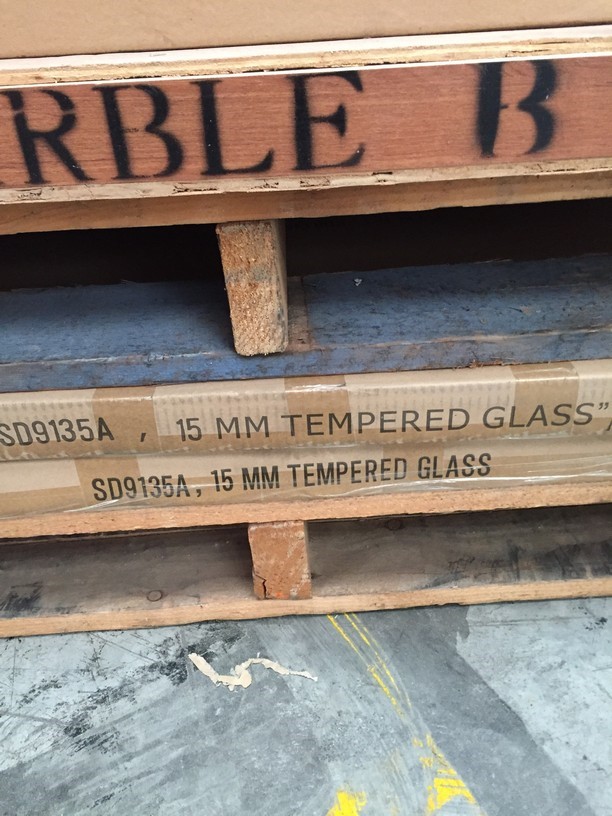 RBLE B
SD9135A , 15 MM TEMPERED GLASS"
SD9135A, 15 MM TEMPERED GLASS